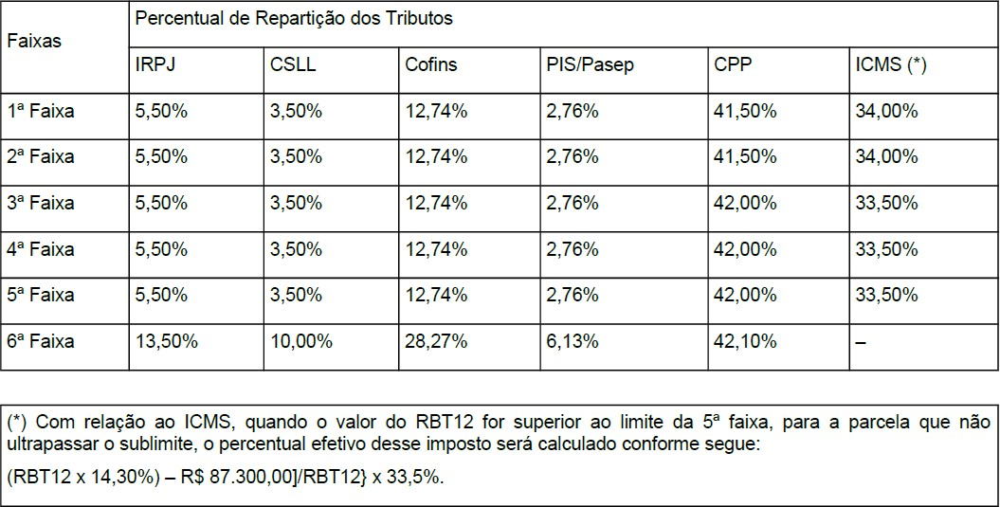 Faixas
Percentual de Repartição dos Tributos
IRPJ CSLL Cofins PIS/Pasep CPP ICMS (*)
1ª Faixa 5,50% 3,50% 12,74% 2,76% 41,50% 34,00%
2ª Faixa 5,50% 3,50% 12,74% 2,76% 41,50% 34,00%
3ª Faixa 5,50% 3,50% 12,74% 2,76% 42,00% 33,50%
4ª Faixa 5,50% 3,50% 12,74% 2,76% 42,00% 33,50%
5ª Faixa 5,50% 3,50% 12,74% 2,76% 42,00% 33,50%
6ª Faixa 13,50% 10,00% 28,27% 6,13% 42,10% –
(*) Com relação ao ICMS, quando o valor do RBT12 for superior ao limite da 5ª faixa, para a parcela que não
ultrapassar o sublimite, o percentual efetivo desse imposto será calculado conforme segue:
(RBT12 x 14,30%) – R$ 87.300,00]/RBT12} x 33,5%.